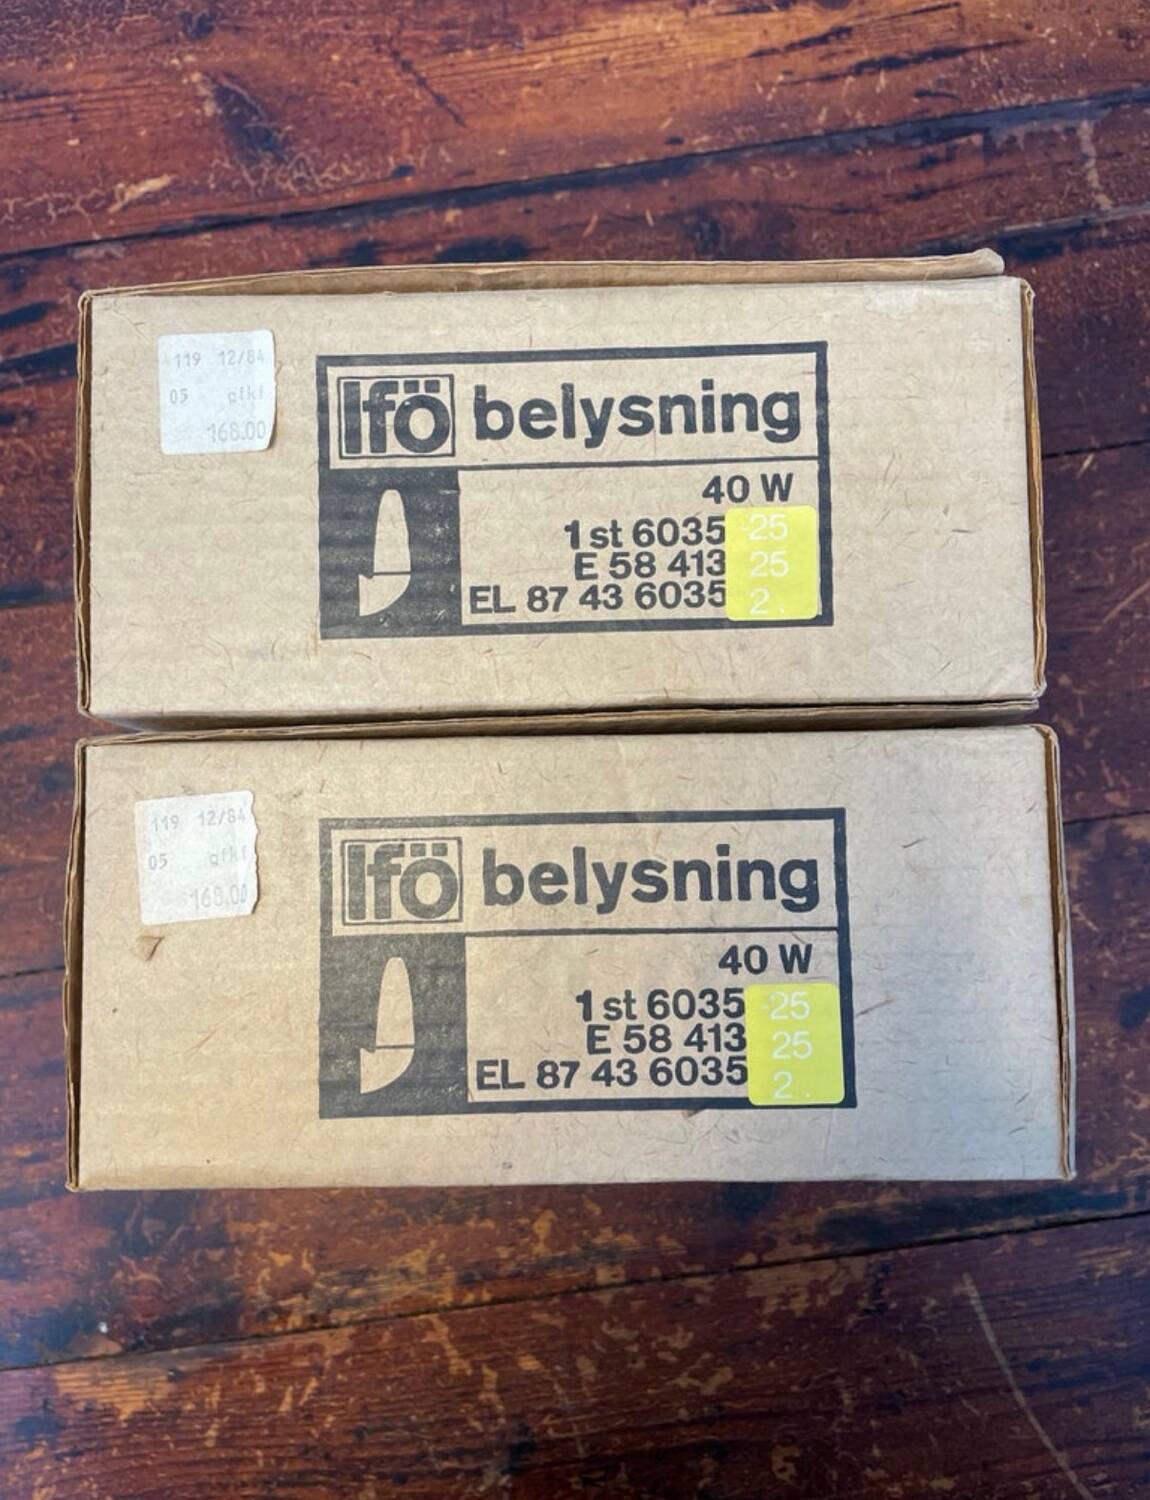 119 12/84
05
168.00
Ifö belysning
40 W
1 st 6035 -25
E 58 413 25
EL 87 43 6035 2.
119 12/84
05
168.00
Ifö belysning
40 W
1 st 6035 -25
E 58 413 25
EL 87 43 6035 2.